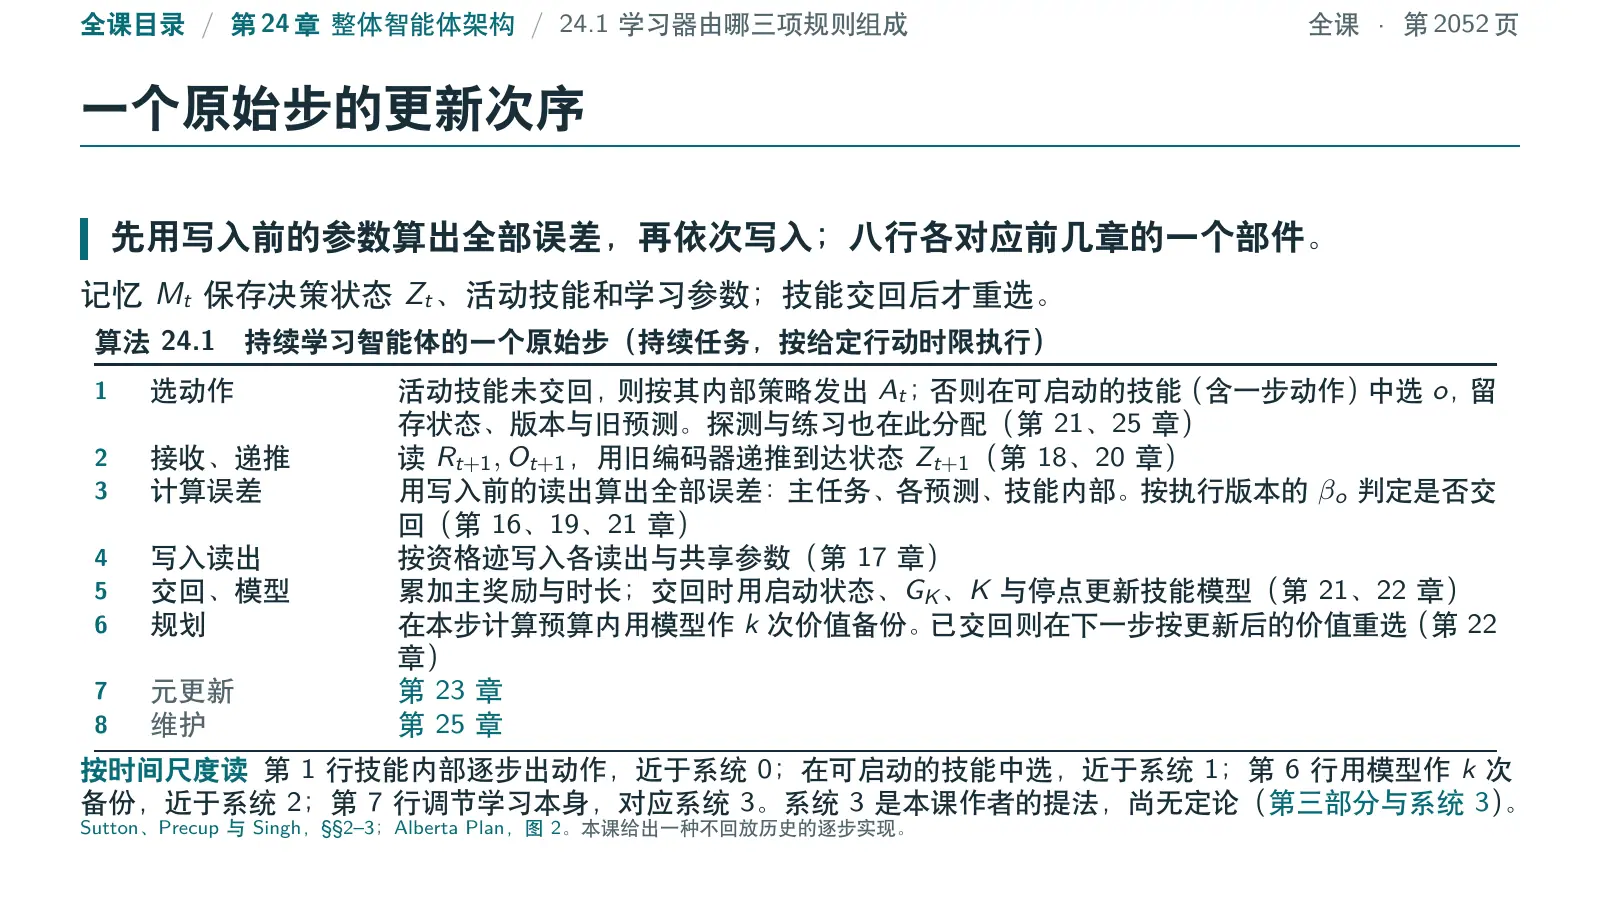 全课目录 / 第 24 章 整体智能体架构 / 24.1 学习器由哪三项规则组成
全课 · 第 2052 页
一个原始步的更新次序
先用写入前的参数算出全部误差，再依次写入；八行各对应前几章的一个部件。
记忆 Mt 保存决策状态 Zt、活动技能和学习参数；技能交回后才重选。
算法 24.1 持续学习智能体的一个原始步（持续任务，按给定行动时限执行）
1 选动作 活动技能未交回，则按其内部策略发出 At；否则在可启动的技能（含一步动作）中选 o，留
存状态、版本与旧预测。探测与练习也在此分配（第 21、25 章）
2 接收、递推 读 Rt+1, Ot+1，用旧编码器递推到达状态 Zt+1（第 18、20 章）
3 计算误差 用写入前的读出算出全部误差：主任务、各预测、技能内部。按执行版本的 βo 判定是否交
回（第 16、19、21 章）
4 写入读出 按资格迹写入各读出与共享参数（第 17 章）
5 交回、模型 累加主奖励与时长；交回时用启动状态、GK、K 与停点更新技能模型（第 21、22 章）
6 规划 在本步计算预算内用模型作 k 次价值备份。已交回则在下一步按更新后的价值重选（第 22
章）
7 元更新 第 23 章
8 维护 第 25 章
按时间尺度读 第 1 行技能内部逐步出动作，近于系统 0；在可启动的技能中选，近于系统 1；第 6 行用模型作 k 次
备份，近于系统 2；第 7 行调节学习本身，对应系统 3。系统 3 是本课作者的提法，尚无定论（第三部分与系统 3）。
Sutton、Precup 与 Singh，§§2–3；Alberta Plan，图 2。本课给出一种不回放历史的逐步实现。